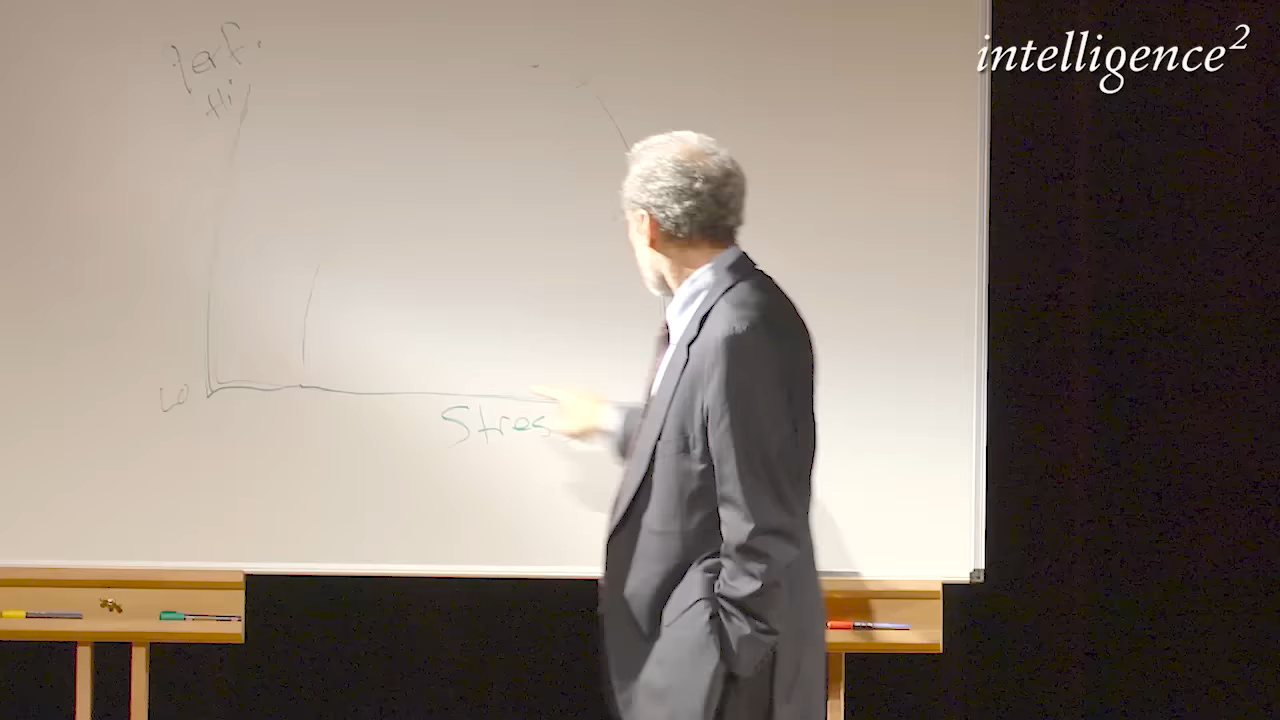 intelligence²
Perf.
Hi
Lo
Stres